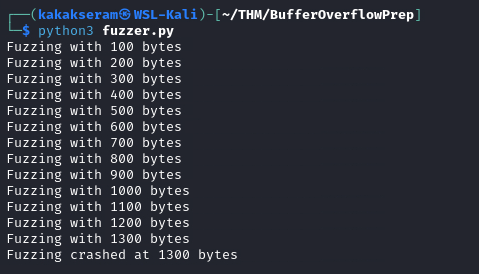 ┌──(kakakseram㉿WSL-Kali)-[~/THM/BufferOverflowPrep]
└─$ python3 fuzzer.py
Fuzzing with 100 bytes
Fuzzing with 200 bytes
Fuzzing with 300 bytes
Fuzzing with 400 bytes
Fuzzing with 500 bytes
Fuzzing with 600 bytes
Fuzzing with 700 bytes
Fuzzing with 800 bytes
Fuzzing with 900 bytes
Fuzzing with 1000 bytes
Fuzzing with 1100 bytes
Fuzzing with 1200 bytes
Fuzzing with 1300 bytes
Fuzzing crashed at 1300 bytes